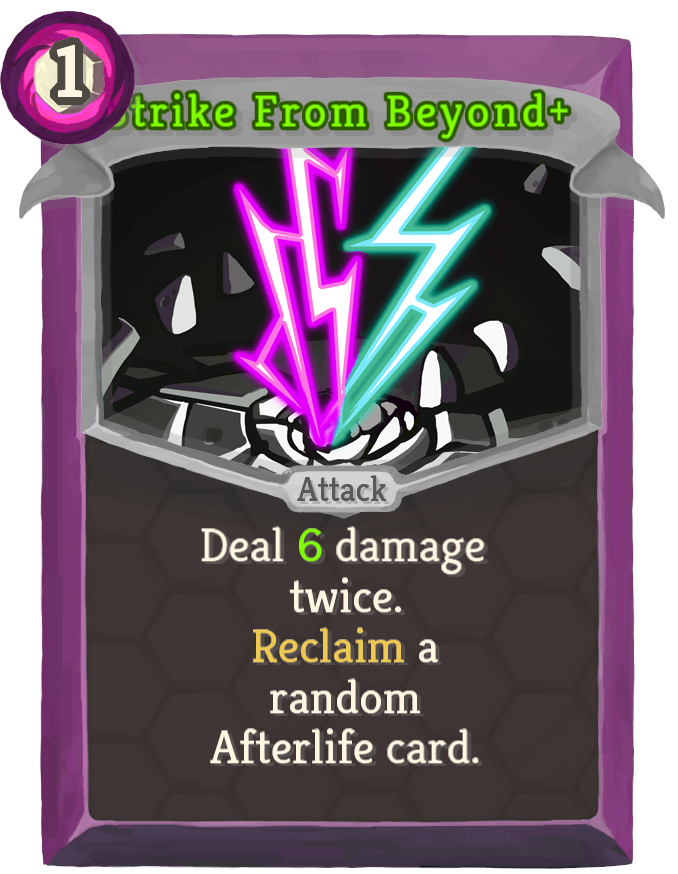 1
Strike From Beyond+
Attack
Deal 6 damage
twice.
Reclaim a
random
Afterlife card.